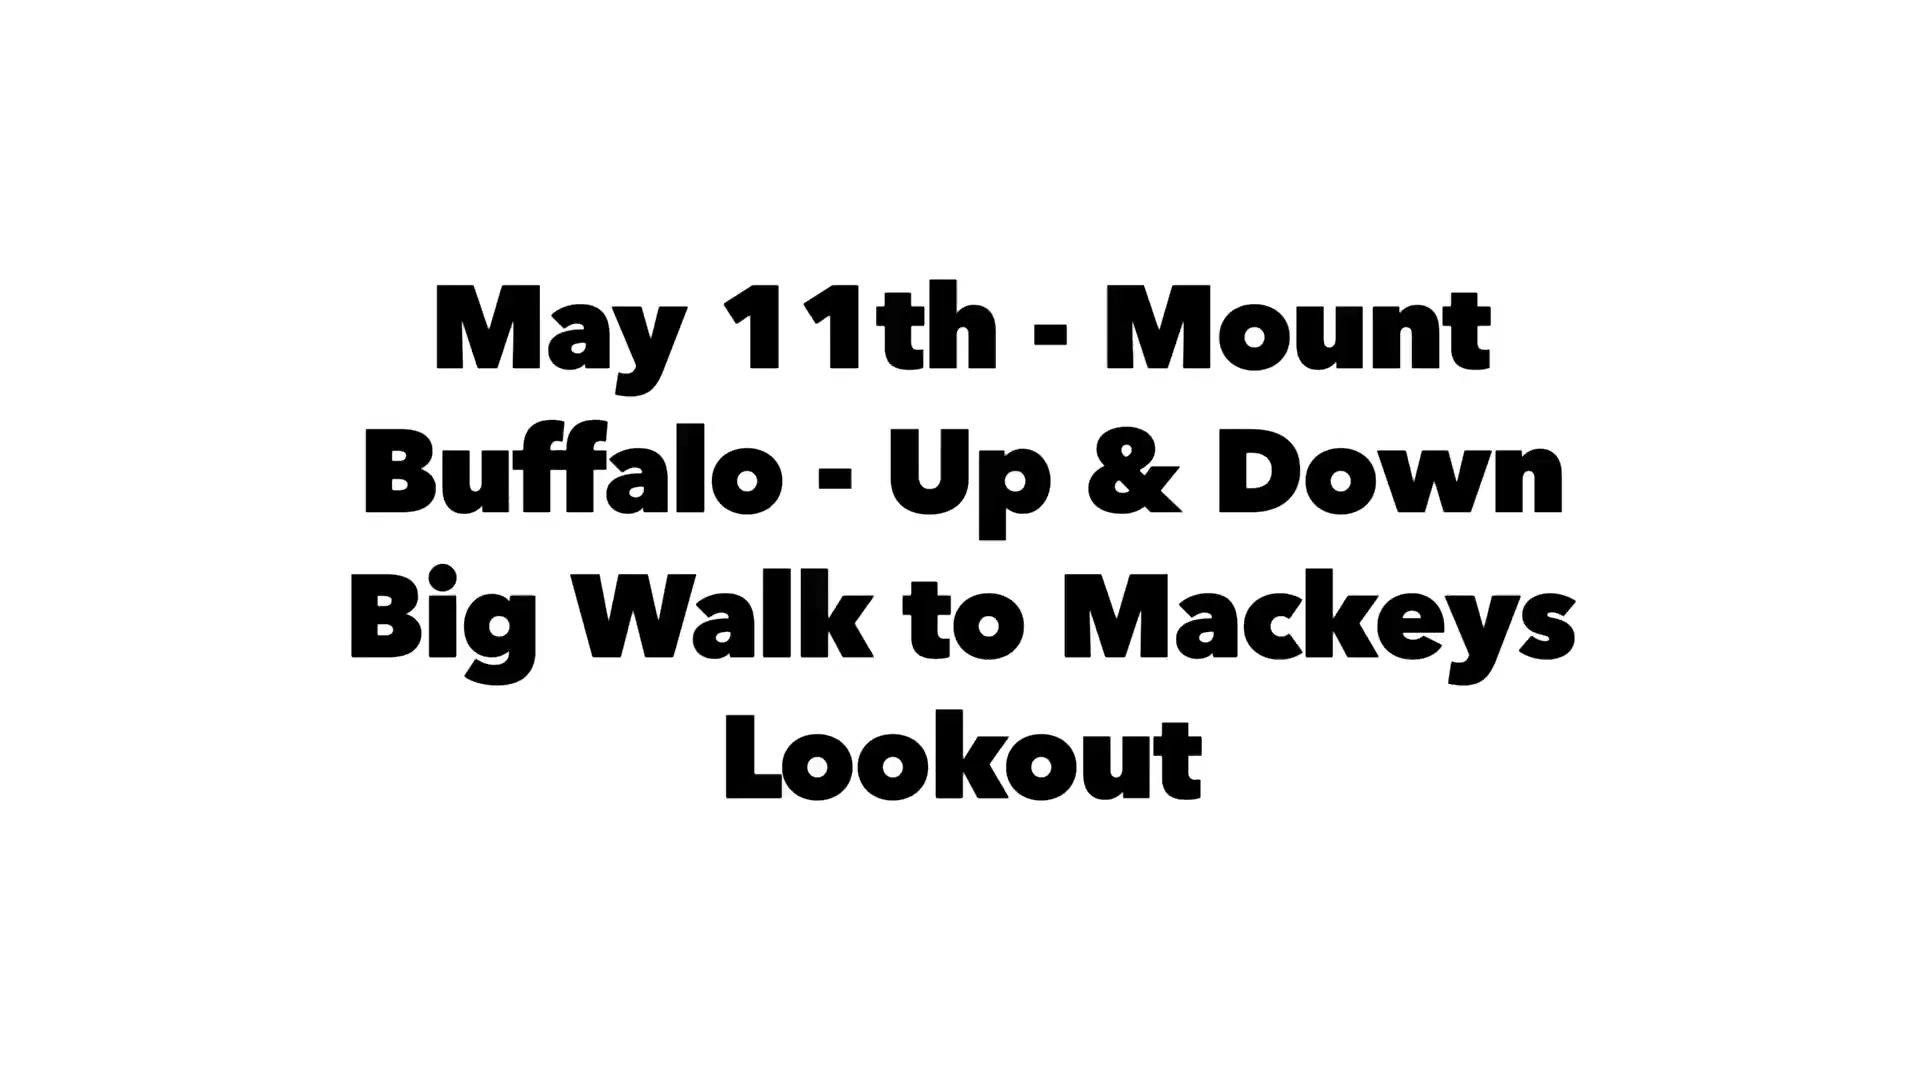 May 11th - Mount
Buffalo - Up & Down
Big Walk to Mackeys
Lookout